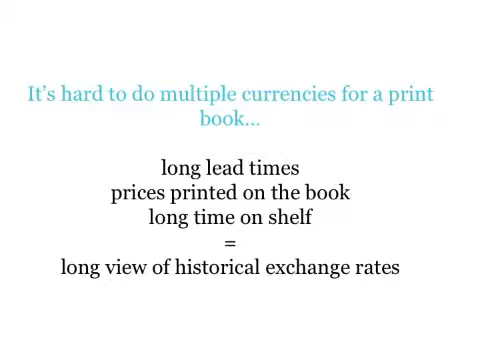 It's hard to do multiple currencies for a print
book...
long lead times
prices printed on the book
long time on shelf
=
long view of historical exchange rates